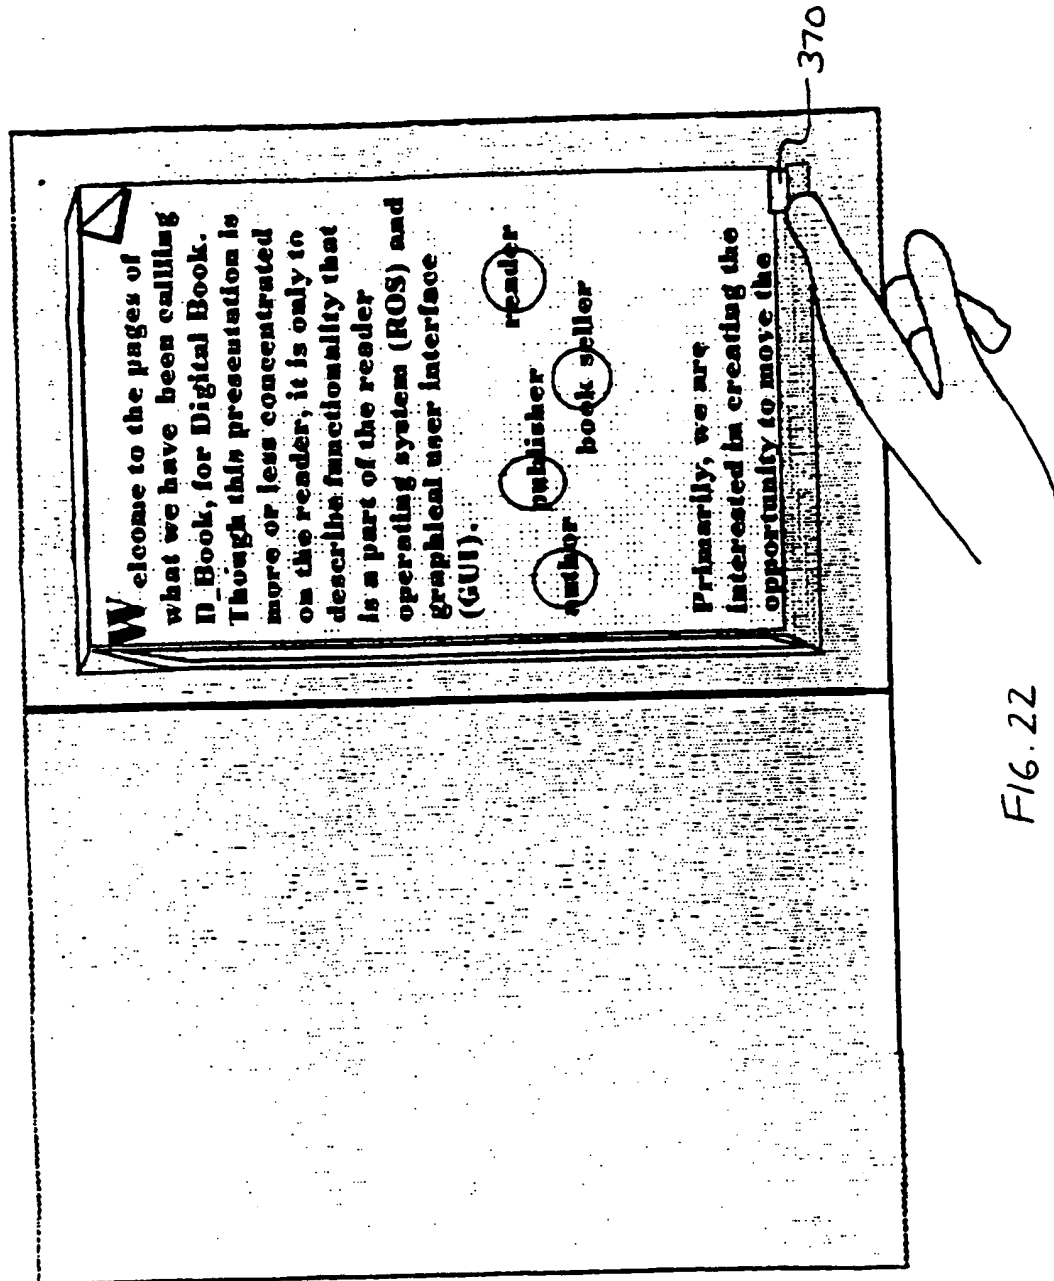 Welcome to the pages of
what we have been callling
D_Book, for Digital Book.
Though this presentation is
more or less concentrated
on the reader, it is only to
describe functionality that
is a part of the reader
operating system (ROS) and
graphical user interface
(GUI).
author
publisher
book seller
reader
Primarily, we are
interested in creating the
opportunity to move the
370
FIG. 22